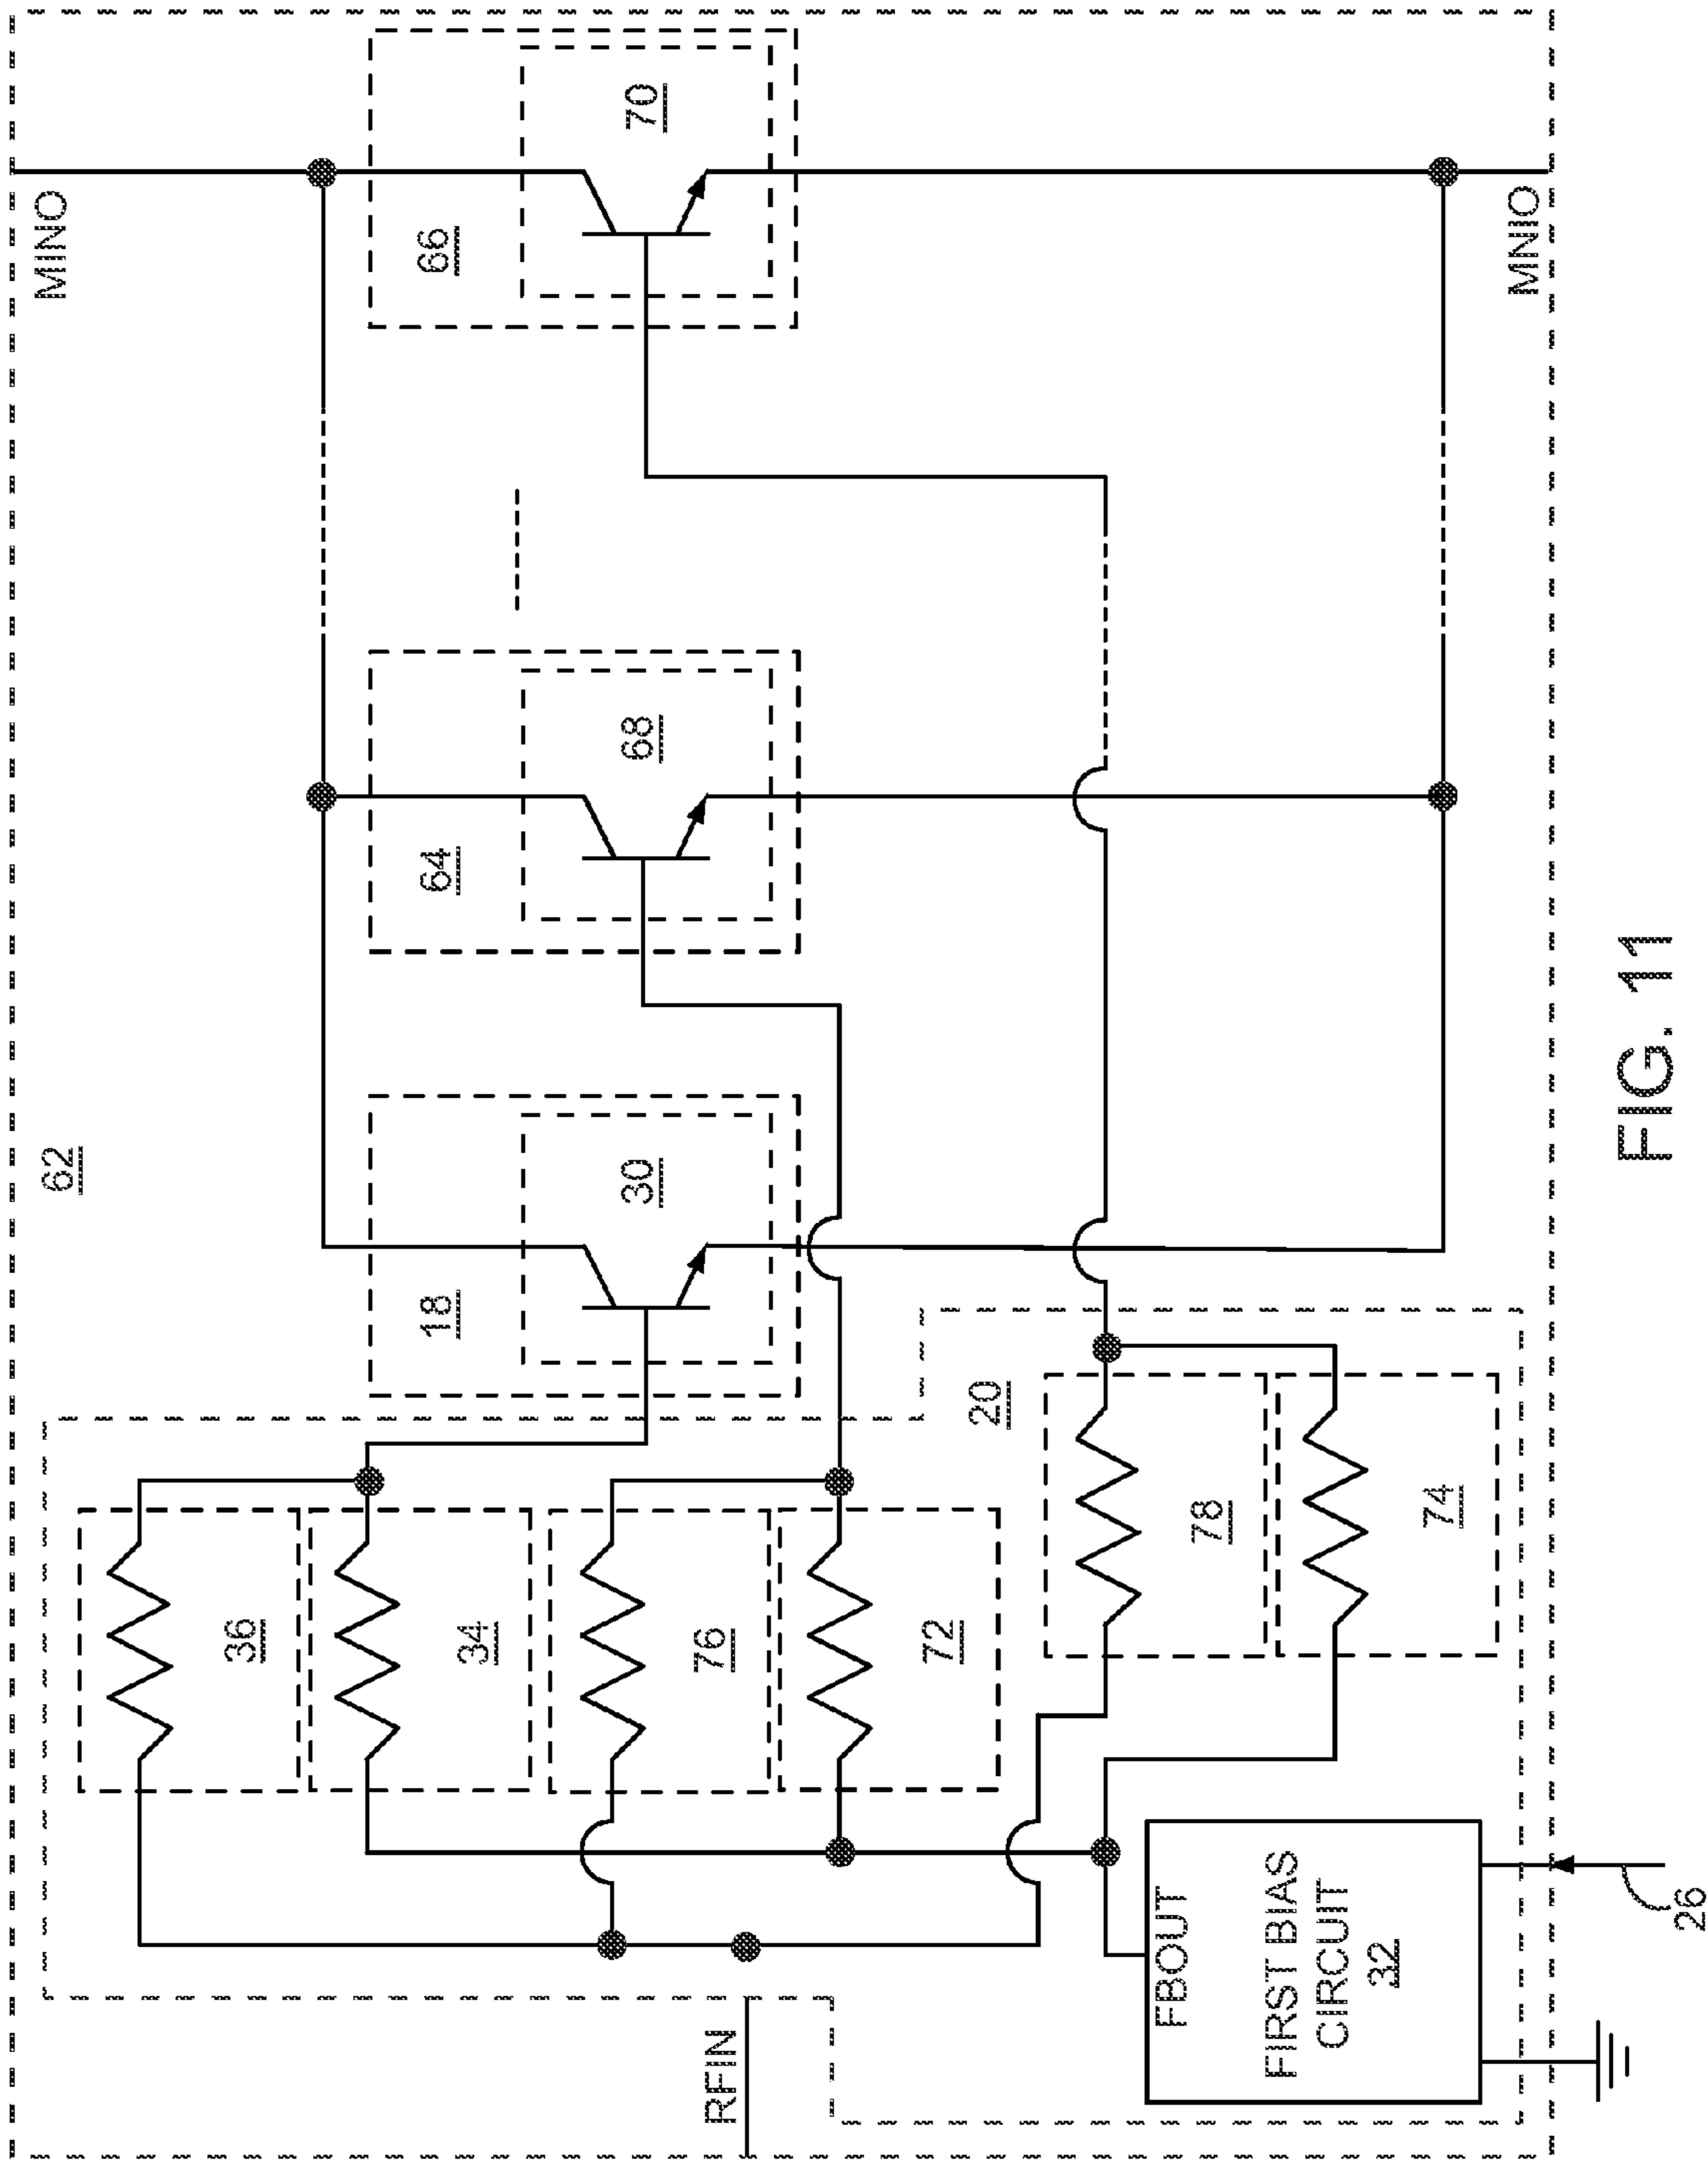 62
MINO
36
18
64
66
34
30
68
70
RFIN
76
72
20
FBOUT
78
FIRST BIAS
CIRCUIT
32
74
MNIO
26
FIG. 11